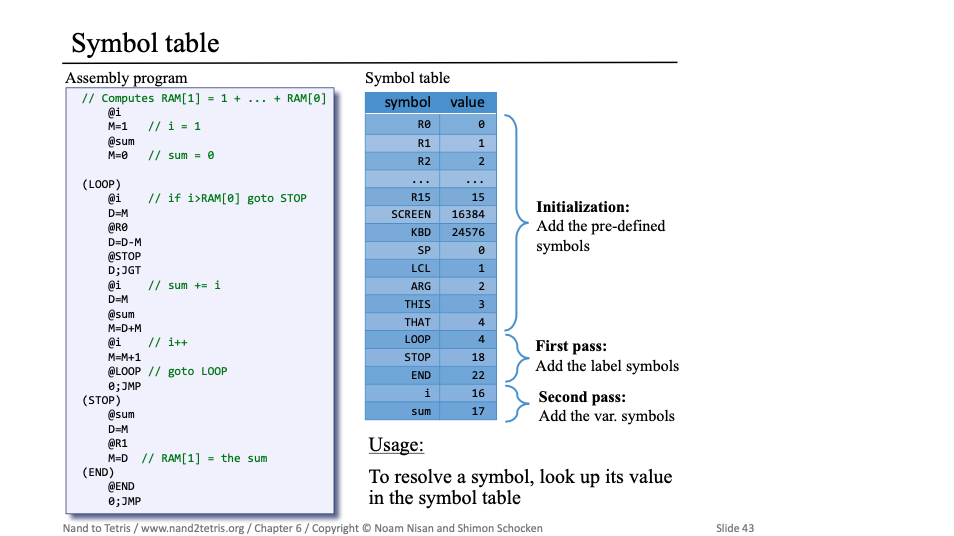 Symbol table
Assembly program
// Computes RAM[1] = 1 + ... + RAM[0]
@i
M=1 // i = 1
@sum
M=0 // sum = 0
(LOOP)
@i // if i>RAM[0] goto STOP
D=M
@R0
D=D-M
@STOP
D;JGT
@i // sum += i
D=M
@sum
M=D+M
@i // i++
M=M+1
@LOOP // goto LOOP
0;JMP
(STOP)
@sum
D=M
@R1
M=D // RAM[1] = the sum
(END)
@END
0;JMP
Symbol table
symbol value
R0 0
R1 1
R2 2
... ...
R15 15
SCREEN 16384
KBD 24576
SP 0
LCL 1
ARG 2
THIS 3
THAT 4
LOOP 4
STOP 18
END 22
i 16
sum 17
Initialization:
Add the pre-defined
symbols
First pass:
Add the label symbols
Second pass:
Add the var. symbols
Usage:
To resolve a symbol, look up its value
in the symbol table
Nand to Tetris / www.nand2tetris.org / Chapter 6 / Copyright © Noam Nisan and Shimon Schocken
Slide 43